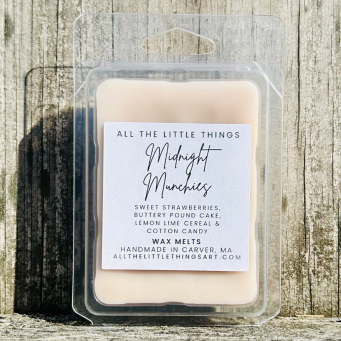 ALL THE LITTLE THINGS
Midnight
Munchies
SWEET STRAWBERRIES,
BUTTERY POUND CAKE,
LEMON LIME CEREAL &
COTTON CANDY
WAX MELTS
HANDMADE IN CARVER, MA
ALLTHELITTLETHINGSART.COM